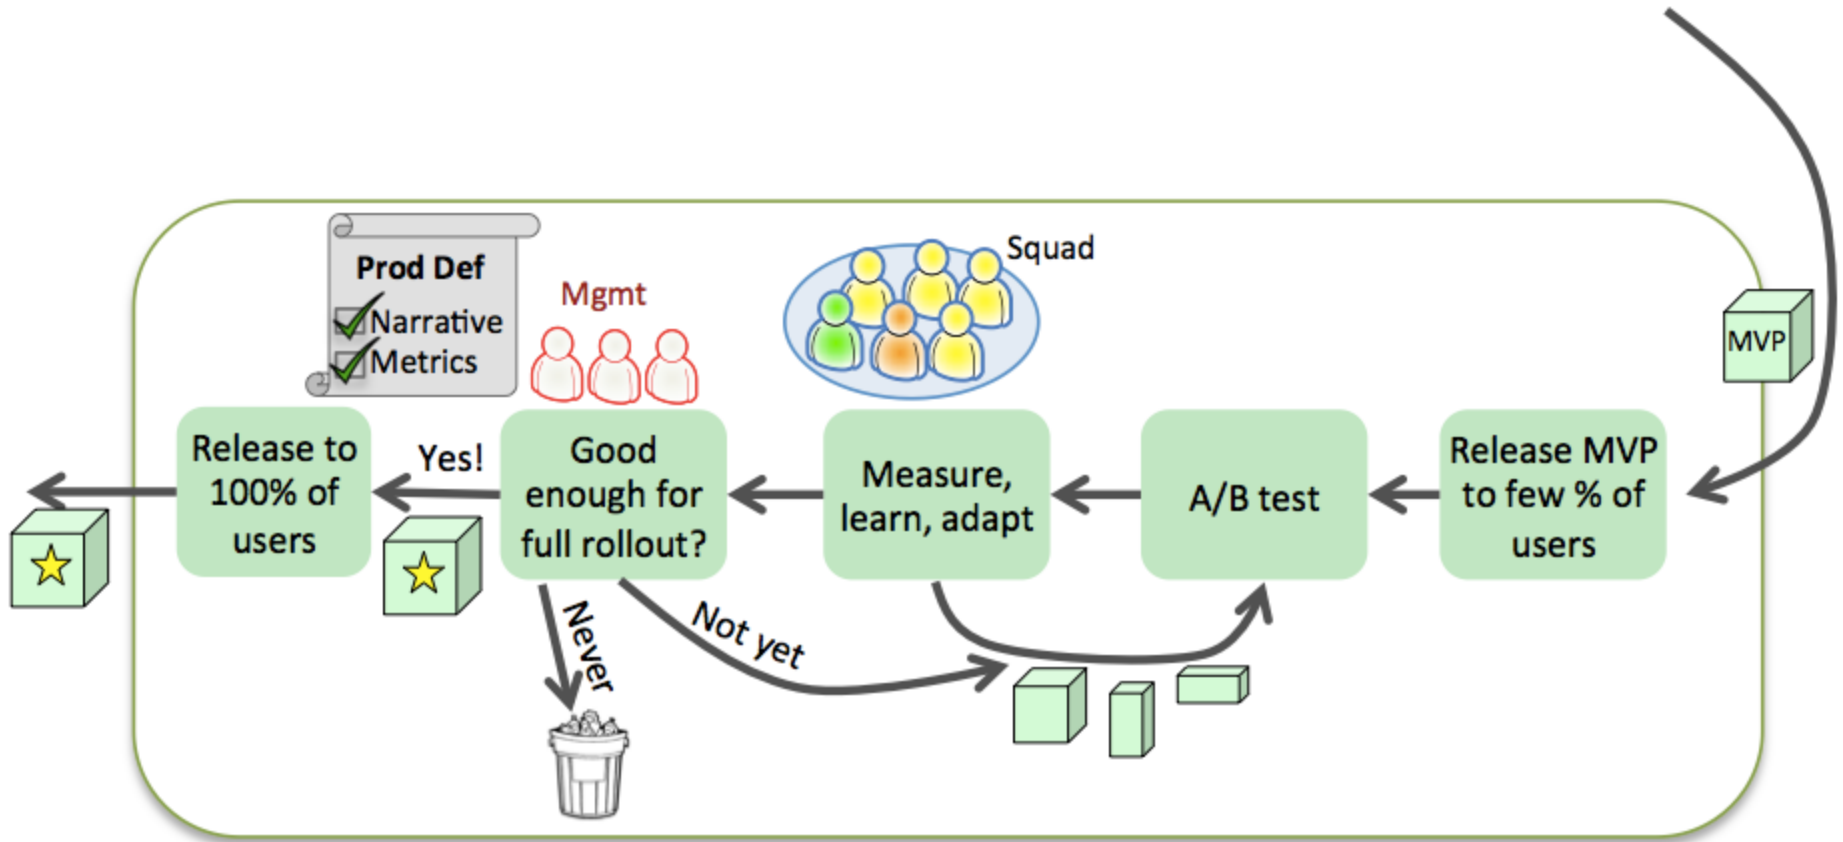 Prod Def
Narrative
Metrics
Mgmt
Squad
MVP
Release to
100% of
users
Yes!
Good
enough for
full rollout?
Measure,
learn, adapt
A/B test
Release MVP
to few % of
users
Never
Not yet